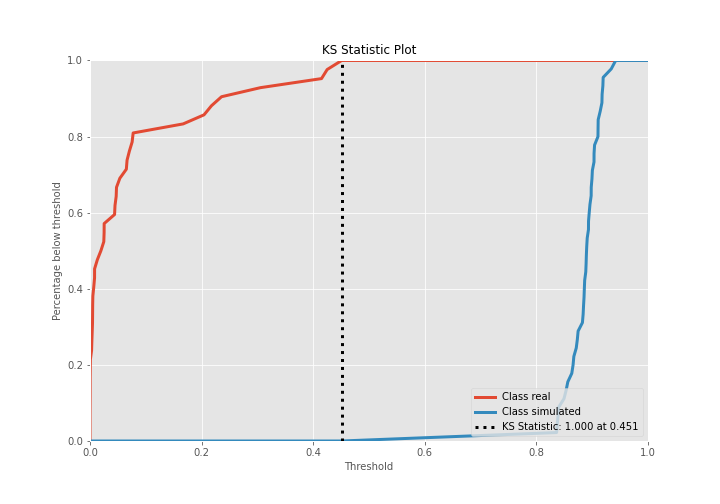 KS Statistic Plot
1.0
0.8
0.6
0.4
0.2
0.0
Percentage below threshold
Class real
Class simulated
KS Statistic: 1.000 at 0.451
0.0 0.2 0.4 0.6 0.8 1.0
Threshold